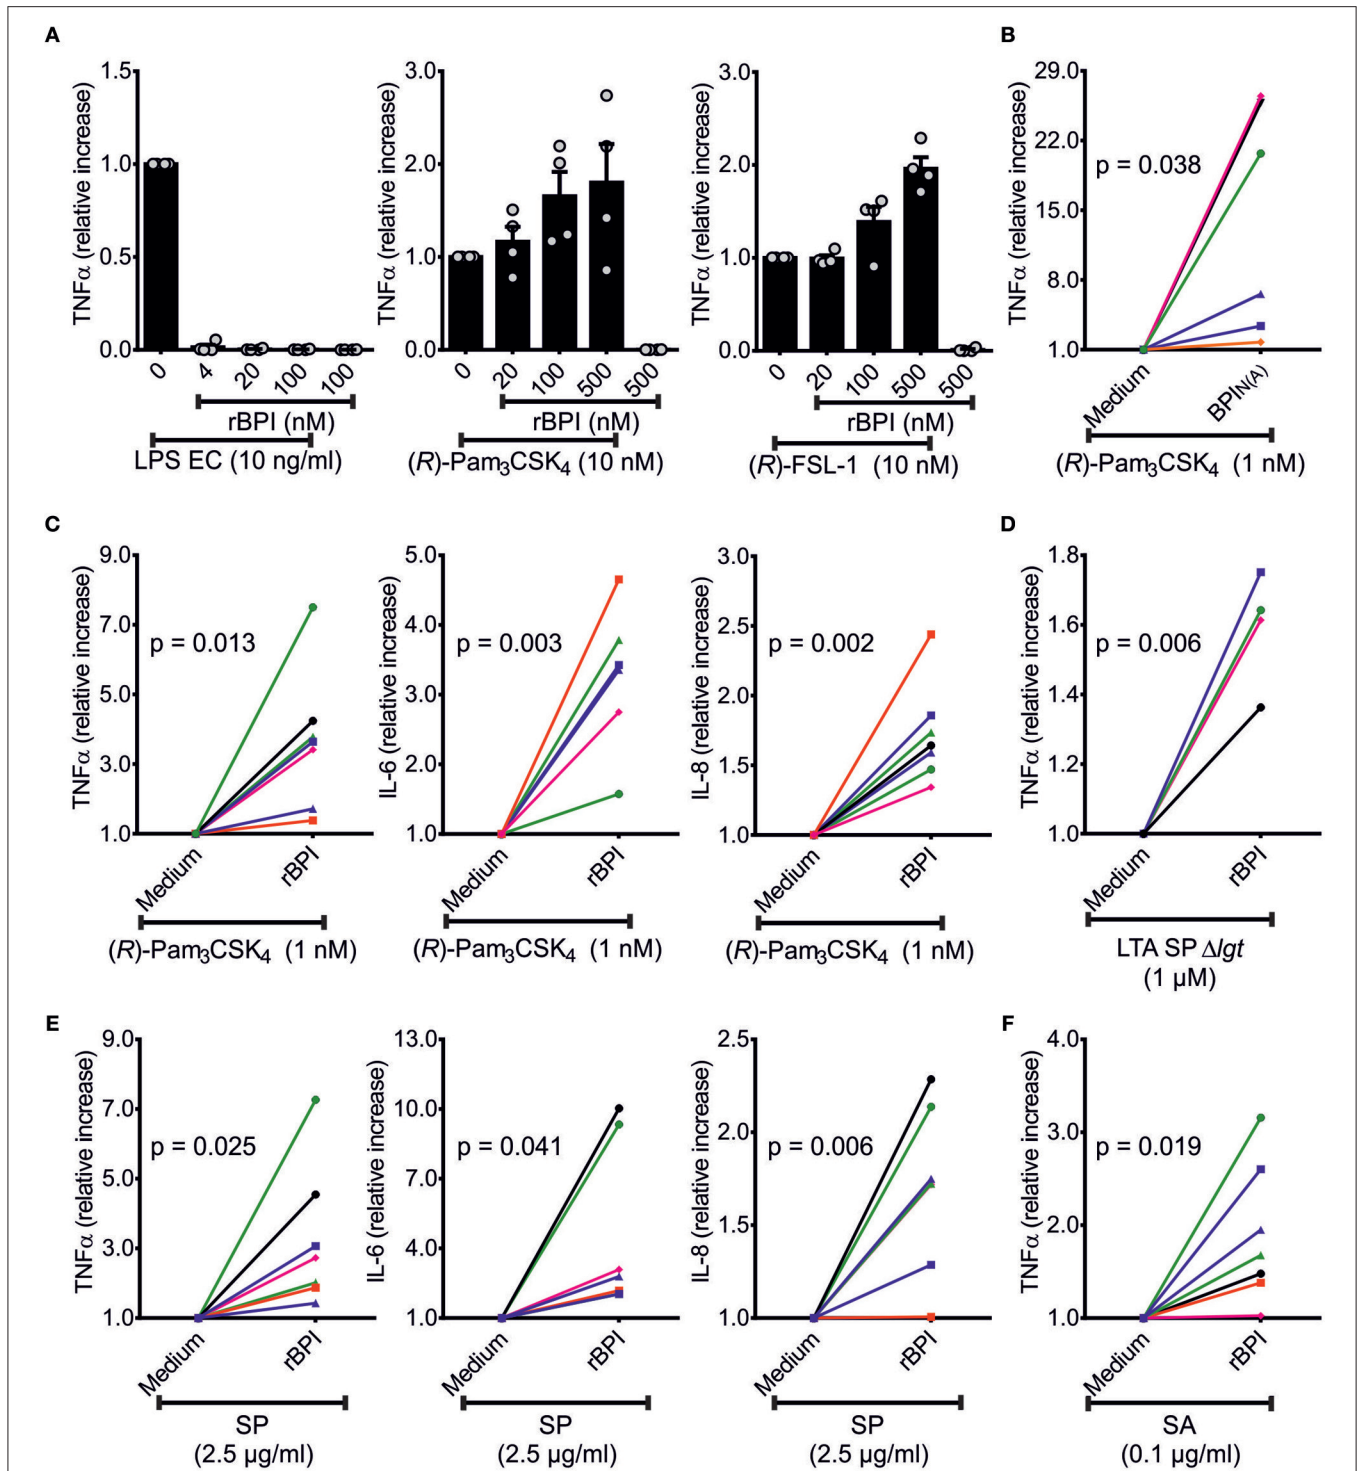 A
TNFα (relative increase)
1.5
1.0
0.5
0.0
0
4
20
100
100
rBPI (nM)
LPS EC (10 ng/ml)
TNFα (relative increase)
3.0
2.0
1.0
0.0
0
20
100
500
500
rBPI (nM)
(R)-Pam3CSK4 (10 nM)
TNFα (relative increase)
3.0
2.0
1.0
0.0
0
20
100
500
500
rBPI (nM)
(R)-FSL-1 (10 nM)
B
TNFα (relative increase)
29.0
22.0
15.0
8.0
1.0
p = 0.038
Medium
BPIN(A)
(R)-Pam3CSK4 (1 nM)
C
TNFα (relative increase)
9.0
7.0
5.0
3.0
1.0
p = 0.013
Medium
rBPI
(R)-Pam3CSK4 (1 nM)
IL-6 (relative increase)
5.0
4.0
3.0
2.0
1.0
p = 0.003
Medium
rBPI
(R)-Pam3CSK4 (1 nM)
IL-8 (relative increase)
3.0
2.5
2.0
1.5
1.0
p = 0.002
Medium
rBPI
(R)-Pam3CSK4 (1 nM)
D
TNFα (relative increase)
1.8
1.6
1.4
1.2
1.0
p = 0.006
Medium
rBPI
LTA SP Δlgt
(1 µM)
E
TNFα (relative increase)
9.0
7.0
5.0
3.0
1.0
p = 0.025
Medium
rBPI
SP
(2.5 µg/ml)
IL-6 (relative increase)
13.0
10.0
7.0
4.0
1.0
p = 0.041
Medium
rBPI
SP
(2.5 µg/ml)
IL-8 (relative increase)
2.5
2.0
1.5
1.0
p = 0.006
Medium
rBPI
SP
(2.5 µg/ml)
F
TNFα (relative increase)
4.0
3.0
2.0
1.0
p = 0.019
Medium
rBPI
SA
(0.1 µg/ml)